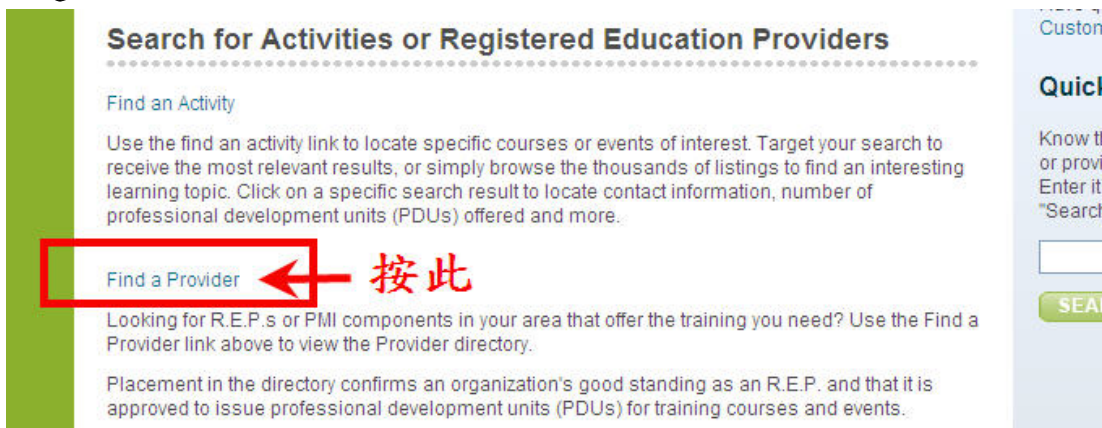 Search for Activities or Registered Education Providers
Find an Activity
Use the find an activity link to locate specific courses or events of interest. Target your search to
receive the most relevant results, or simply browse the thousands of listings to find an interesting
learning topic. Click on a specific search result to locate contact information, number of
professional development units (PDUs) offered and more.
Find a Provider 按此
Looking for R.E.P.s or PMI components in your area that offer the training you need? Use the Find a
Provider link above to view the Provider directory.
Placement in the directory confirms an organization's good standing as an R.E.P. and that it is
approved to issue professional development units (PDUs) for training courses and events.
Know
or
Enter it